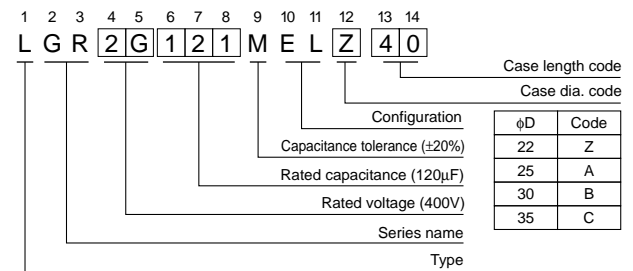 1 2 3 4 5 6 7 8 9 10 11 12 13 14
L G R 2 G 1 2 1 M E L Z 4 0
Case length code
Case dia. code
Configuration
Capacitance tolerance (±20%)
Rated capacitance (120μF)
Rated voltage (400V)
Series name
Type
ϕD Code
22 Z
25 A
30 B
35 C